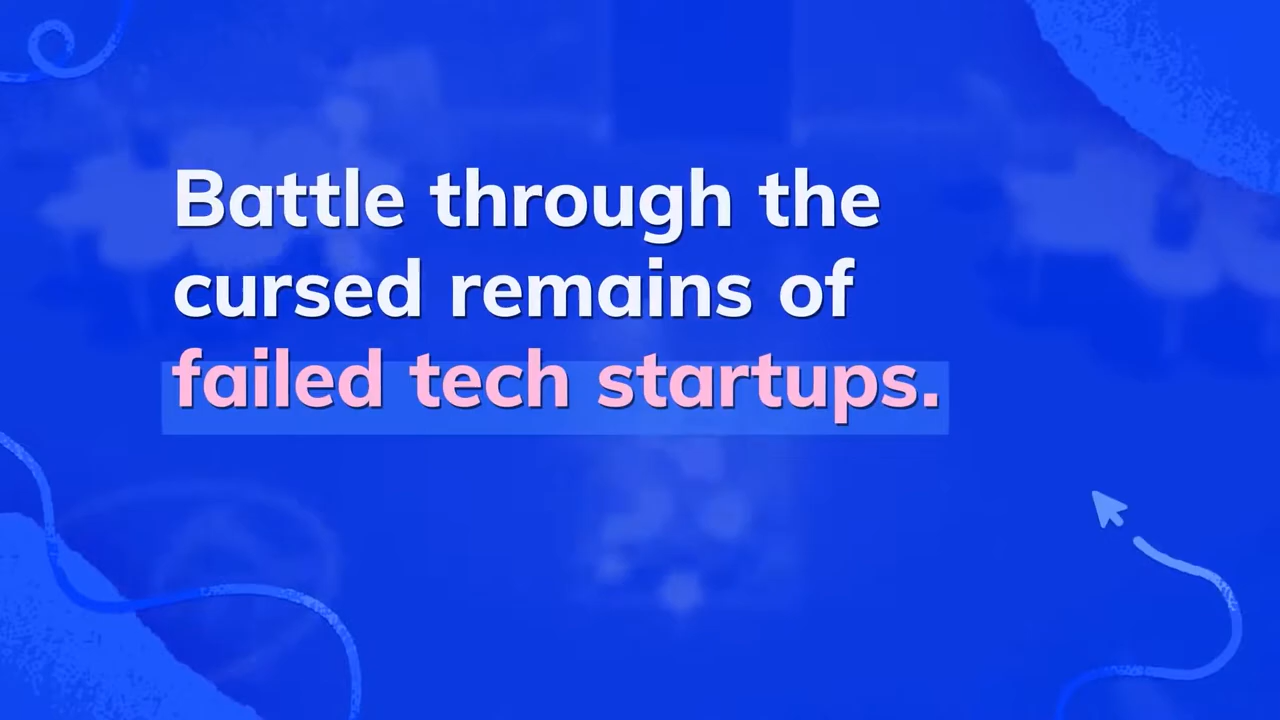 Battle through the
cursed remains of
failed tech startups.